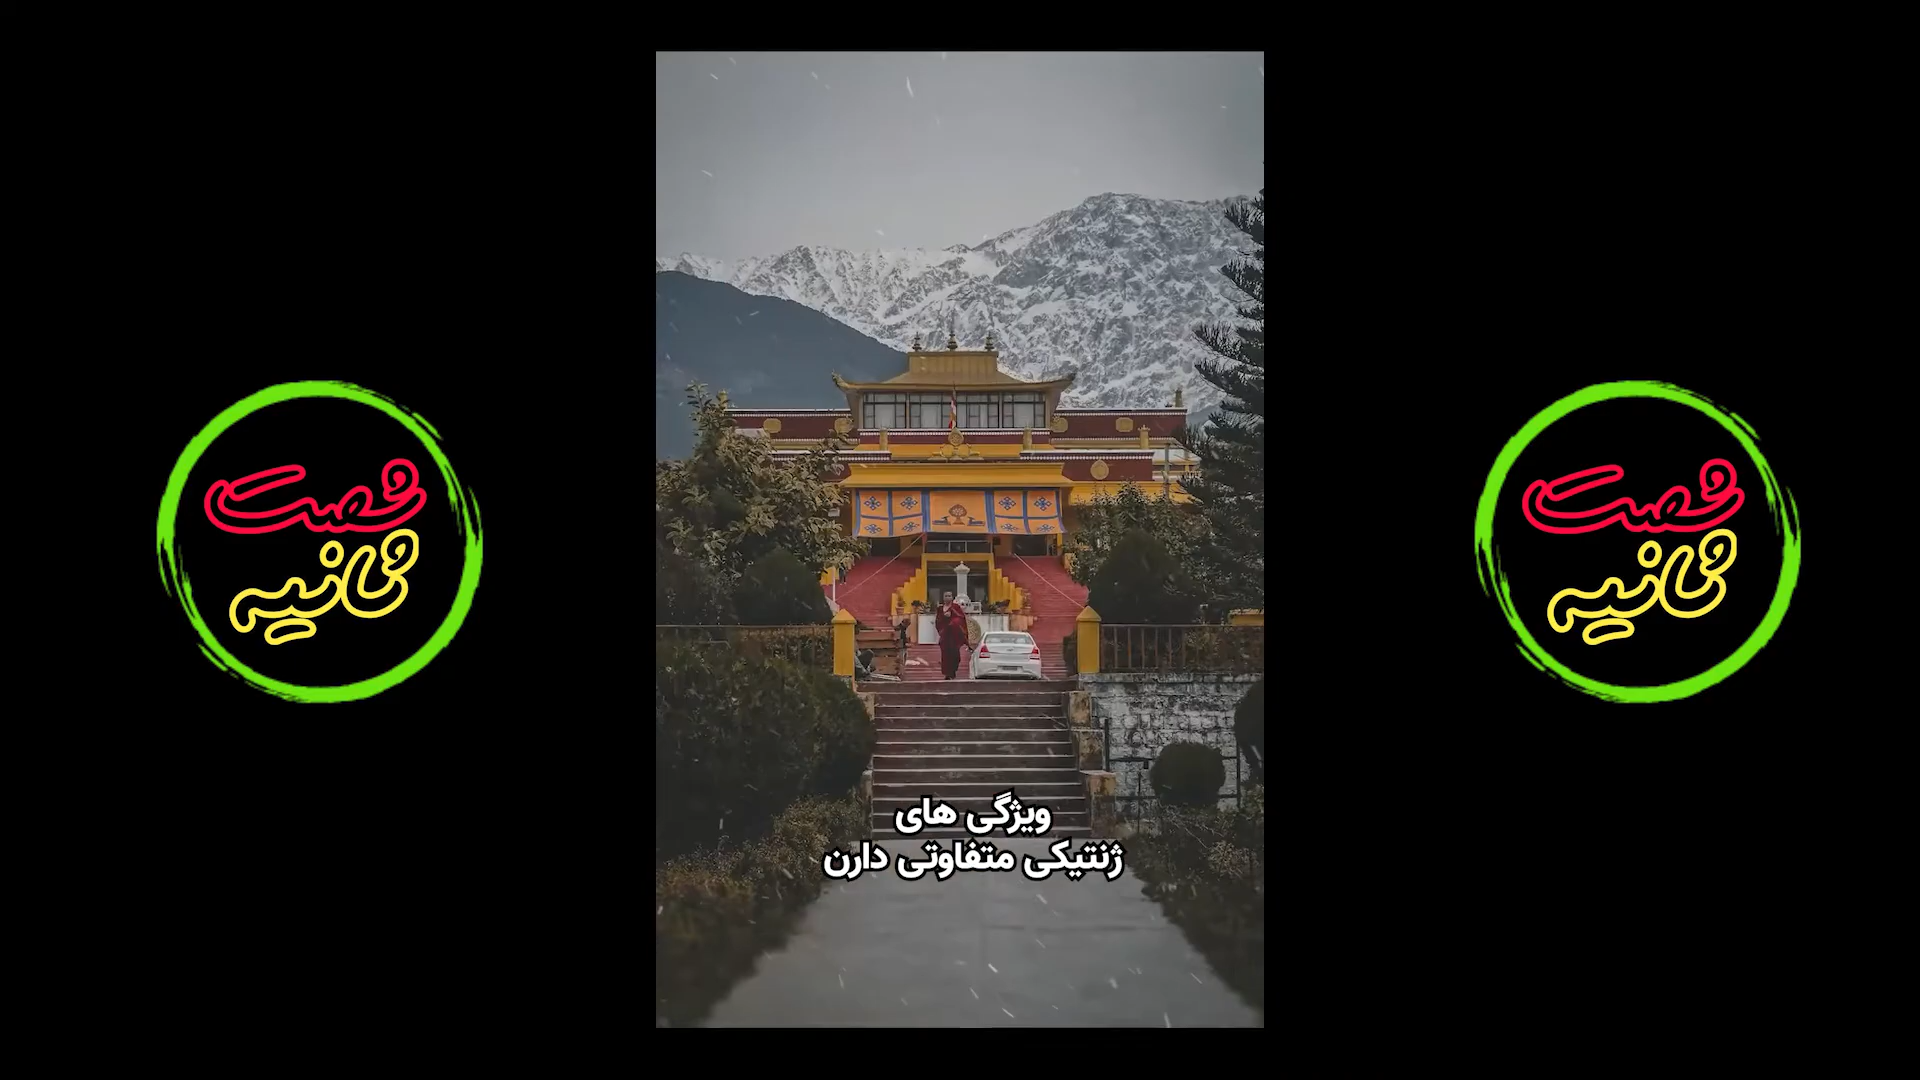 شصت
ثانیه
ویژگی های
ژنتیکی متفاوتی دارن
شصت
ثانیه